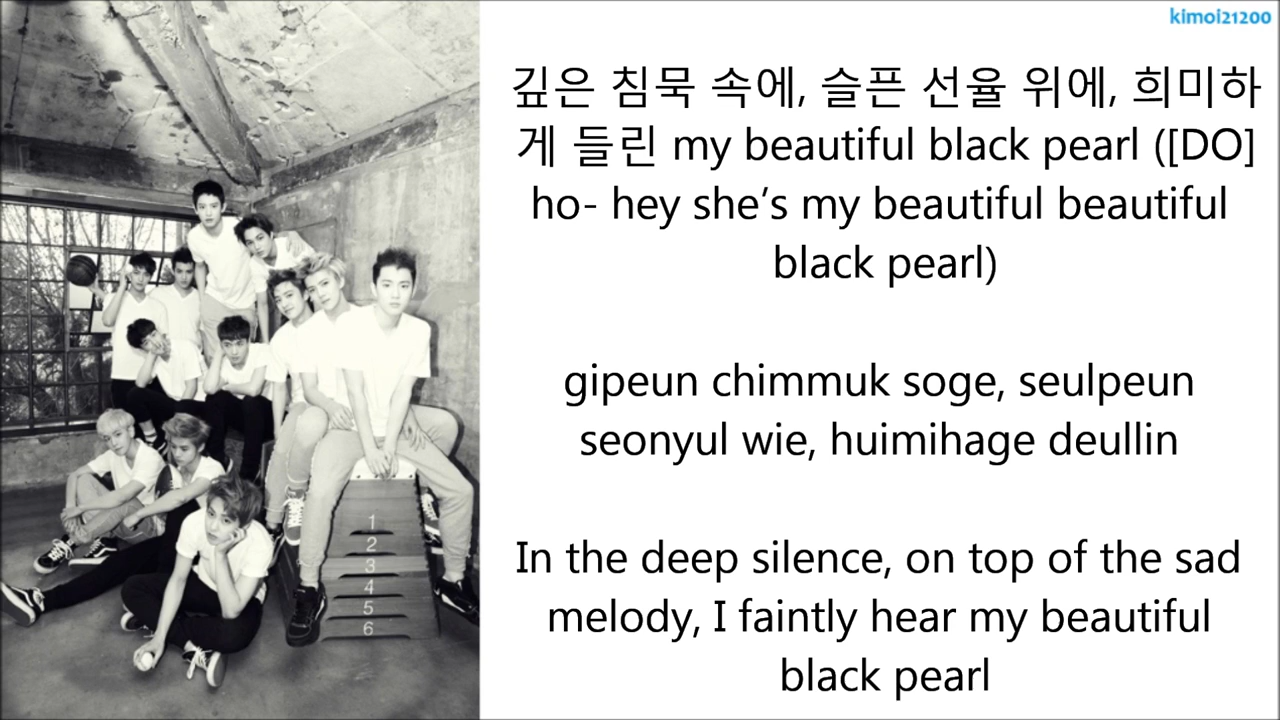 kimoi21200
깊은 침묵 속에, 슬픈 선율 위에, 희미하
게 들린 my beautiful black pearl ([DO]
ho- hey she’s my beautiful beautiful
black pearl)
gipeun chimmuk soge, seulpeun
seonyul wie, huimihage deullin
In the deep silence, on top of the sad
melody, I faintly hear my beautiful
black pearl
1
2
3
4
5
6